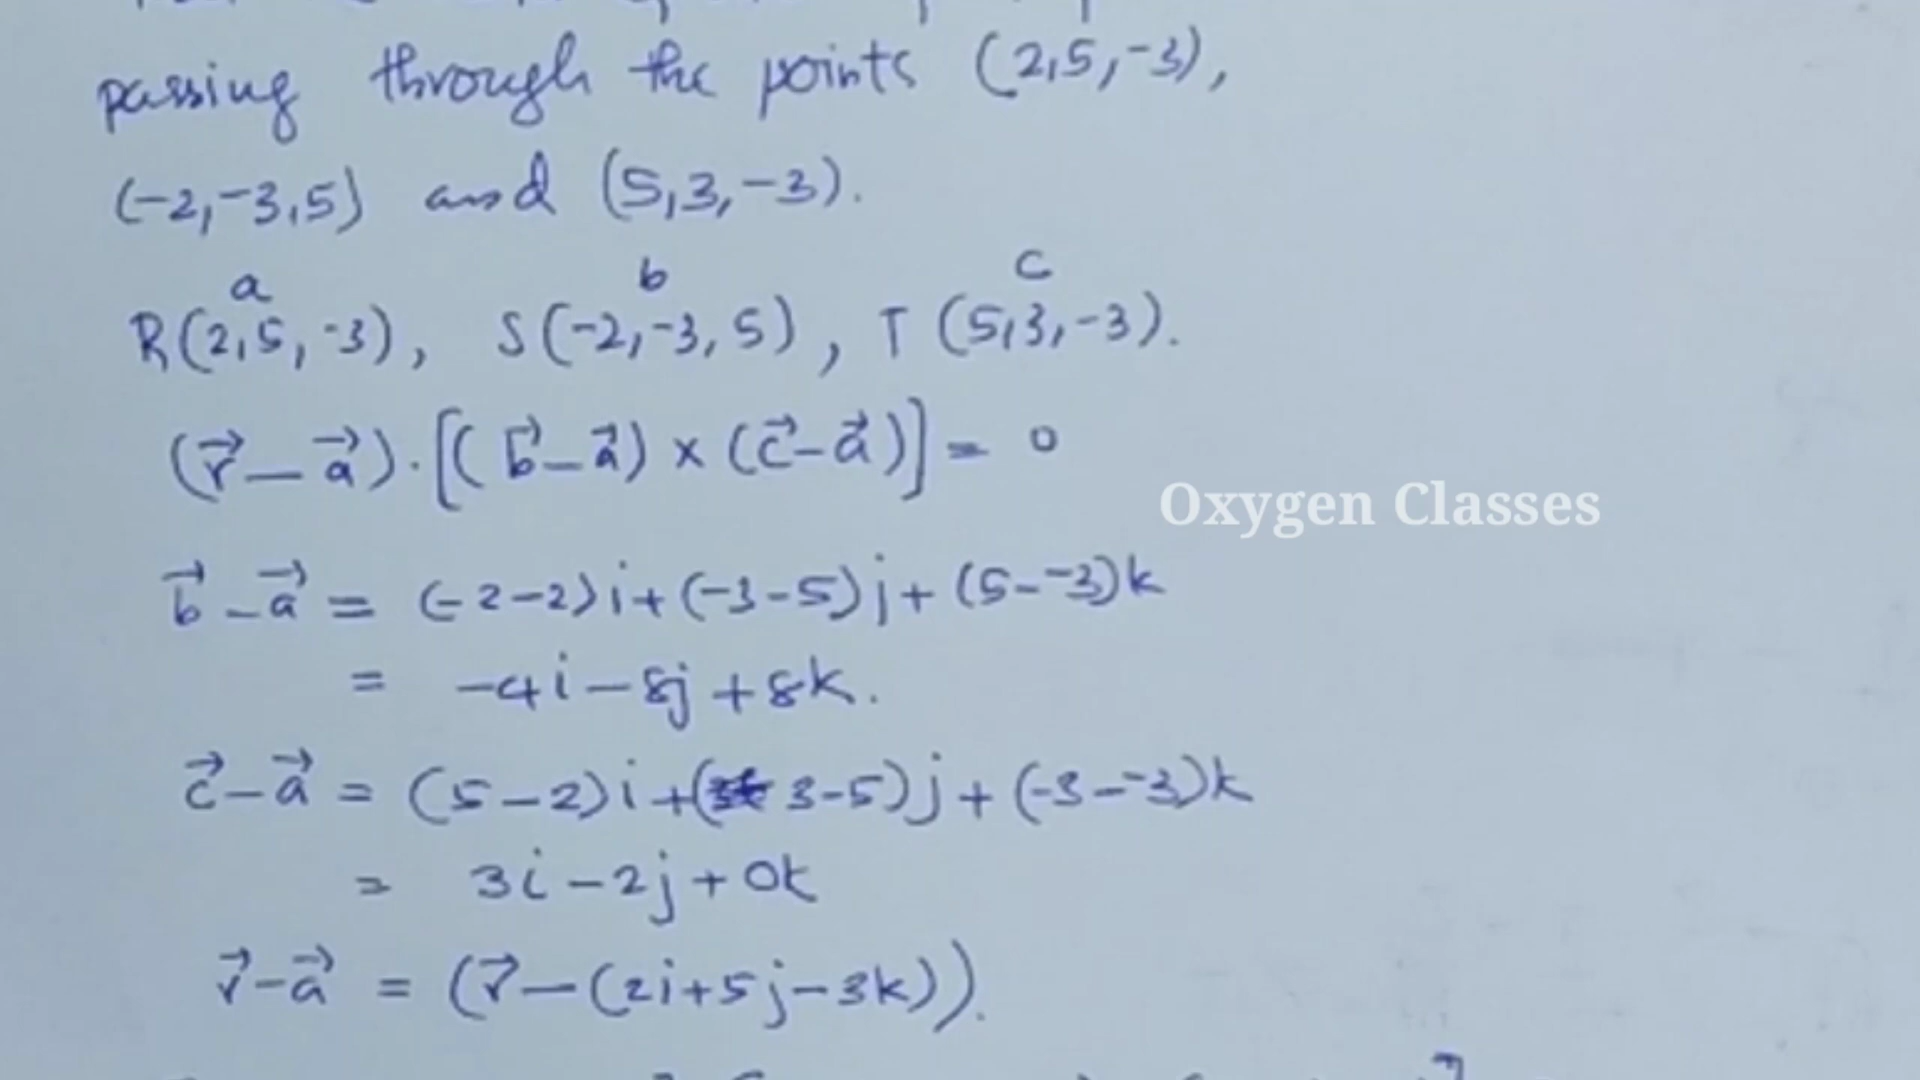 passing through the points (2,5,-3),
(-2,-3,5) and (5,3,-3).
a b c
R(2,5,-3), S(-2,-3,5), T(5,3,-3).
(r⃗ - a⃗)·[(b⃗ - a⃗) × (c⃗ - a⃗)] = 0
Oxygen Classes
b⃗ - a⃗ = (-2-2)i + (-3-5)j + (5--3)k
= -4i - 8j + 8k.
c⃗ - a⃗ = (5-2)i + (3-5)j + (-3--3)k
= 3i - 2j + 0k
r⃗ - a⃗ = (r⃗ - (2i+5j-3k)).